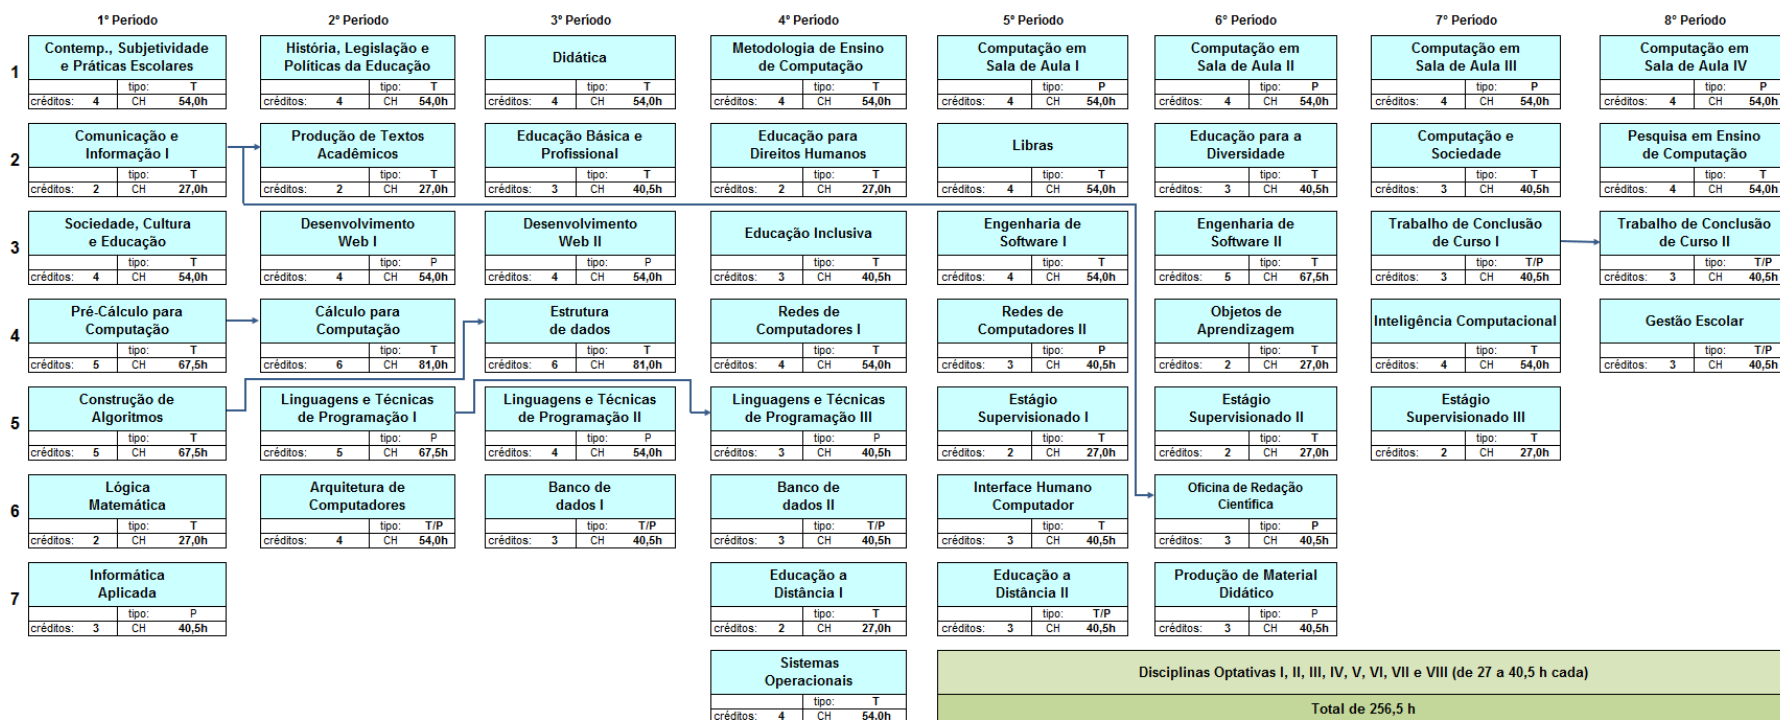 1º Periodo 2º Periodo 3º Periodo 4º Periodo 5º Periodo 6º Periodo 7º Periodo 8º Periodo
1
Contemp., Subjetividade
e Práticas Escolares
tipo: T
créditos: 4 CH 54,0h
História, Legislação e
Políticas da Educação
tipo: T
créditos: 4 CH 54,0h
Didática
tipo: T
créditos: 4 CH 54,0h
Metodologia de Ensino
de Computação
tipo: T
créditos: 4 CH 54,0h
Computação em
Sala de Aula I
tipo: P
créditos: 4 CH 54,0h
Computação em
Sala de Aula II
tipo: P
créditos: 4 CH 54,0h
Computação em
Sala de Aula III
tipo: P
créditos: 4 CH 54,0h
Computação em
Sala de Aula IV
tipo: P
créditos: 4 CH 54,0h
2
Comunicação e
Informação I
tipo: T
créditos: 2 CH 27,0h
Produção de Textos
Acadêmicos
tipo: T
créditos: 2 CH 27,0h
Educação Básica e
Profissional
tipo: T
créditos: 3 CH 40,5h
Educação para
Direitos Humanos
tipo: T
créditos: 2 CH 27,0h
Libras
tipo: T
créditos: 4 CH 54,0h
Educação para a
Diversidade
tipo: T
créditos: 3 CH 40,5h
Computação e
Sociedade
tipo: T
créditos: 3 CH 40,5h
Pesquisa em Ensino
de Computação
tipo: T
créditos: 4 CH 54,0h
3
Sociedade, Cultura
e Educação
tipo: T
créditos: 4 CH 54,0h
Desenvolvimento
Web I
tipo: P
créditos: 4 CH 54,0h
Desenvolvimento
Web II
tipo: P
créditos: 4 CH 54,0h
Educação Inclusiva
tipo: T
créditos: 3 CH 40,5h
Engenharia de
Software I
tipo: T
créditos: 4 CH 54,0h
Engenharia de
Software II
tipo: T
créditos: 5 CH 67,5h
Trabalho de Conclusão
de Curso I
tipo: T/P
créditos: 3 CH 40,5h
Trabalho de Conclusão
de Curso II
tipo: T/P
créditos: 3 CH 40,5h
4
Pré-Cálculo para
Computação
tipo: T
créditos: 5 CH 67,5h
Cálculo para
Computação
tipo: T
créditos: 6 CH 81,0h
Estrutura
de dados
tipo: T
créditos: 6 CH 81,0h
Redes de
Computadores I
tipo: T
créditos: 4 CH 54,0h
Redes de
Computadores II
tipo: P
créditos: 3 CH 40,5h
Objetos de
Aprendizagem
tipo: T
créditos: 2 CH 27,0h
Inteligência Computacional
tipo: T
créditos: 4 CH 54,0h
Gestão Escolar
tipo: T/P
créditos: 3 CH 40,5h
5
Construção de
Algoritmos
tipo: T
créditos: 5 CH 67,5h
Linguagens e Técnicas
de Programação I
tipo: P
créditos: 5 CH 67,5h
Linguagens e Técnicas
de Programação II
tipo: P
créditos: 4 CH 54,0h
Linguagens e Técnicas
de Programação III
tipo: P
créditos: 3 CH 40,5h
Estágio
Supervisionado I
tipo: T
créditos: 2 CH 27,0h
Estágio
Supervisionado II
tipo: T
créditos: 2 CH 27,0h
Estágio
Supervisionado III
tipo: T
créditos: 2 CH 27,0h
6
Lógica
Matemática
tipo: T
créditos: 2 CH 27,0h
Arquitetura de
Computadores
tipo: T/P
créditos: 4 CH 54,0h
Banco de
dados I
tipo: T/P
créditos: 3 CH 40,5h
Banco de
dados II
tipo: T/P
créditos: 3 CH 40,5h
Interface Humano
Computador
tipo: T
créditos: 3 CH 40,5h
Oficina de Redação
Científica
tipo: P
créditos: 3 CH 40,5h
7
Informática
Aplicada
tipo: P
créditos: 3 CH 40,5h
Educação a
Distância I
tipo: T
créditos: 2 CH 27,0h
Educação a
Distância II
tipo: T/P
créditos: 3 CH 40,5h
Produção de Material
Didático
tipo: P
créditos: 3 CH 40,5h
Sistemas
Operacionais
tipo: T
créditos: 4 CH 54,0h
Disciplinas Optativas I, II, III, IV, V, VI, VII e VIII (de 27 a 40,5 h cada)
Total de 256,5 h